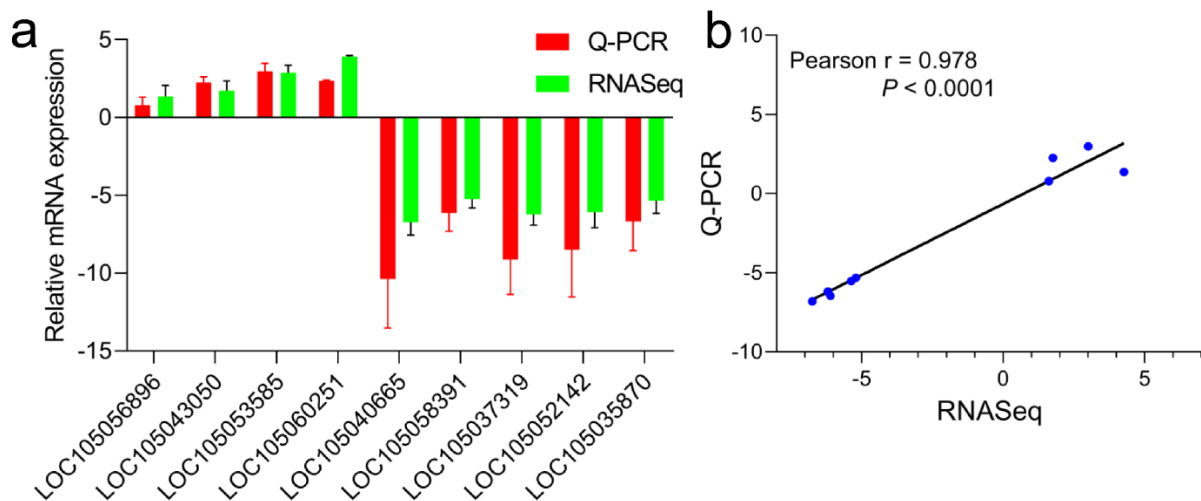 a
Relative mRNA expression
5
0
-5
-10
-15
Q-PCR
RNASeq
LOC105056896
LOC105043050
LOC105053585
LOC105060251
LOC105040665
LOC105058391
LOC105037319
LOC105052142
LOC105035870
b
Pearson r = 0.978
P < 0.0001
Q-PCR
10
5
0
-5
-10
-5
0
5
RNASeq